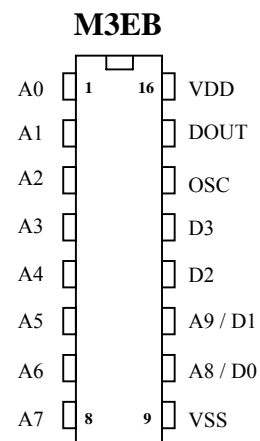 M3EB
A0 1 16 VDD
A1 DOUT
A2 OSC
A3 D3
A4 D2
A5 A9 / D1
A6 A8 / D0
A7 8 9 VSS